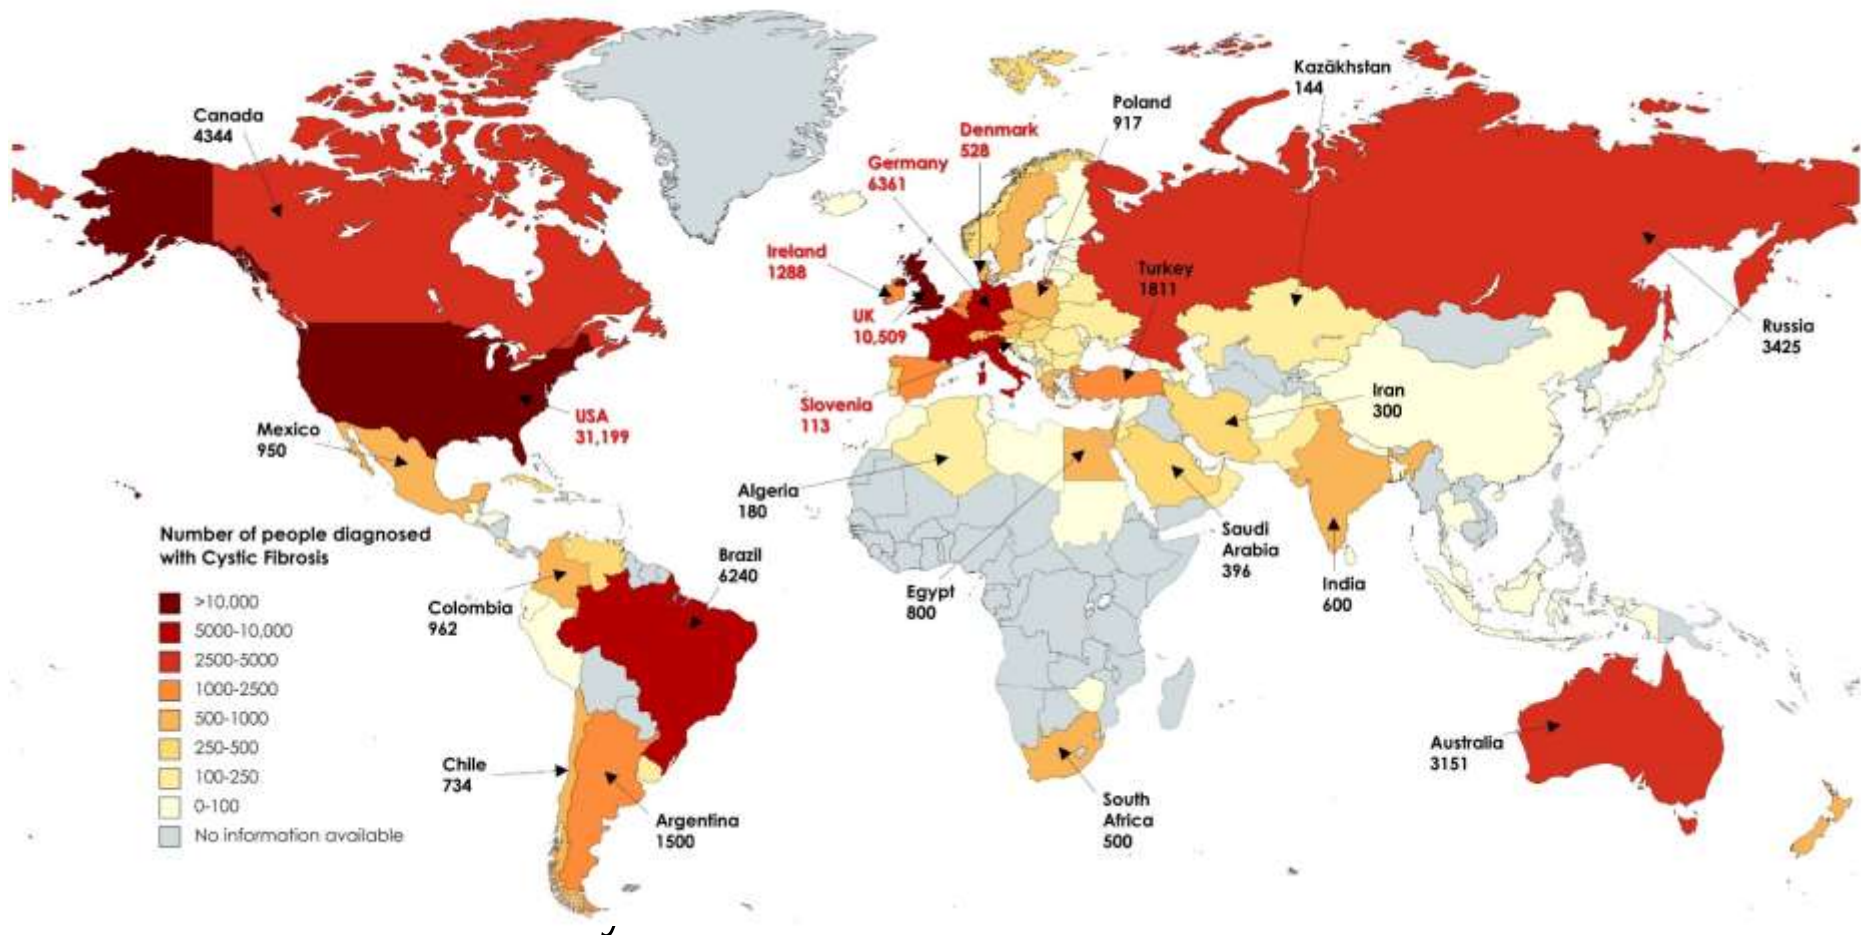 Kazākhstan
144
Poland
917
Canada
4344
Denmark
528
Germany
6361
Ireland
1288
Turkey
1811
UK
10,509
Russia
3425
Iran
300
Slovenia
113
USA
31,199
Mexico
950
Algeria
180
Saudi
Arabia
396
Number of people diagnosed
with Cystic Fibrosis
Brazil
6240
Egypt
800
India
600
Colombia
962
>10,000
5000-10,000
2500-5000
1000-2500
500-1000
250-500
100-250
0-100
No information available
Australia
3151
Chile
734
South
Africa
500
Argentina
1500